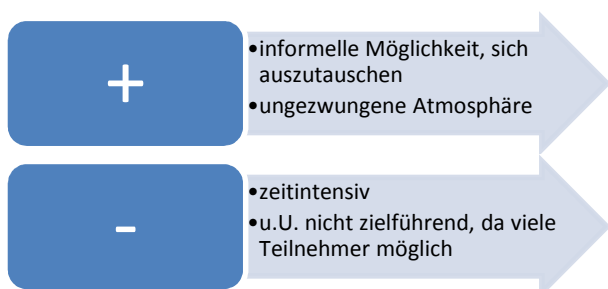 +
•informelle Möglichkeit, sich
auszutauschen
•ungezwungene Atmosphäre
-
•zeitintensiv
•u.U. nicht zielführend, da viele
Teilnehmer möglich